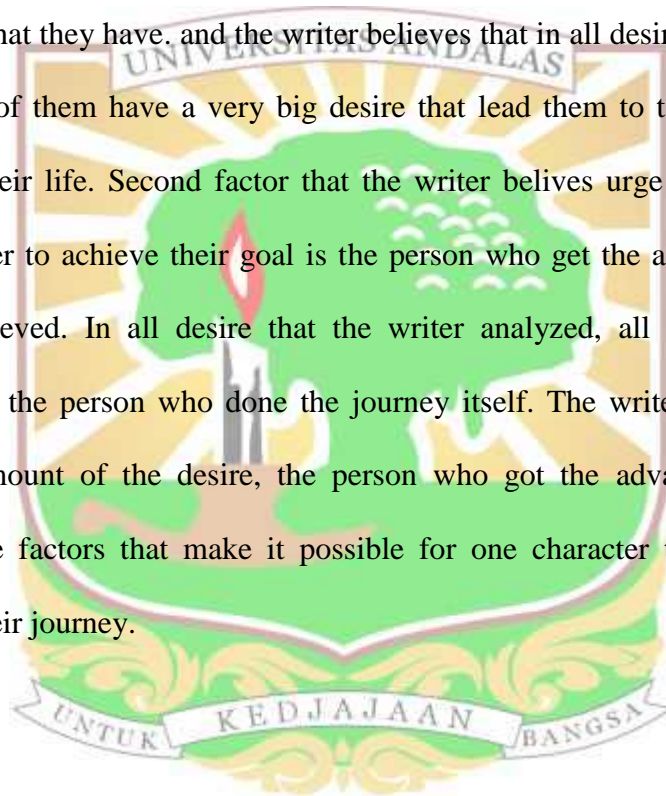 hat they have. and the writer believes that in all desir
UNIVERSITAS ANDALAS
of them have a very big desire that lead them to t
eir life. Second factor that the writer belives urge
er to achieve their goal is the person who get the a
eved. In all desire that the writer analyzed, all
the person who done the journey itself. The write
mount of the desire, the person who got the adva
e factors that make it possible for one character t
eir journey.
UNTUK KEDJAJAAN BANGSA